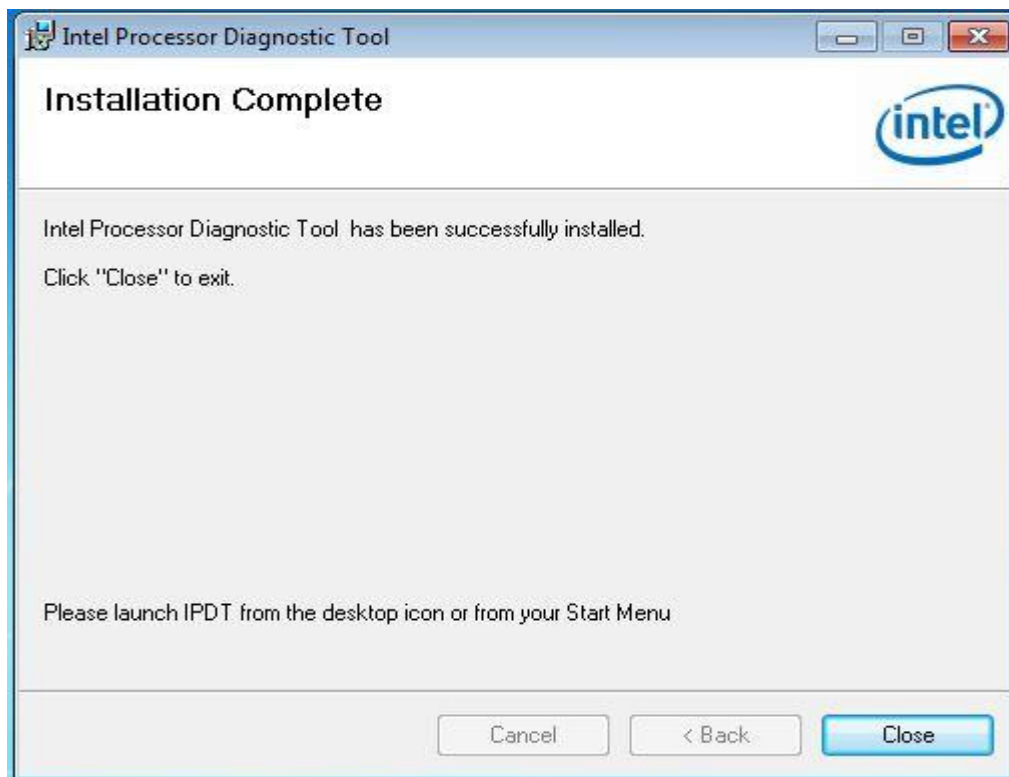 Intel Processor Diagnostic Tool
Installation Complete
intel
Intel Processor Diagnostic Tool  has been successfully installed.
Click "Close" to exit.
Please launch IPDT from the desktop icon or from your Start Menu
Cancel
< Back
Close